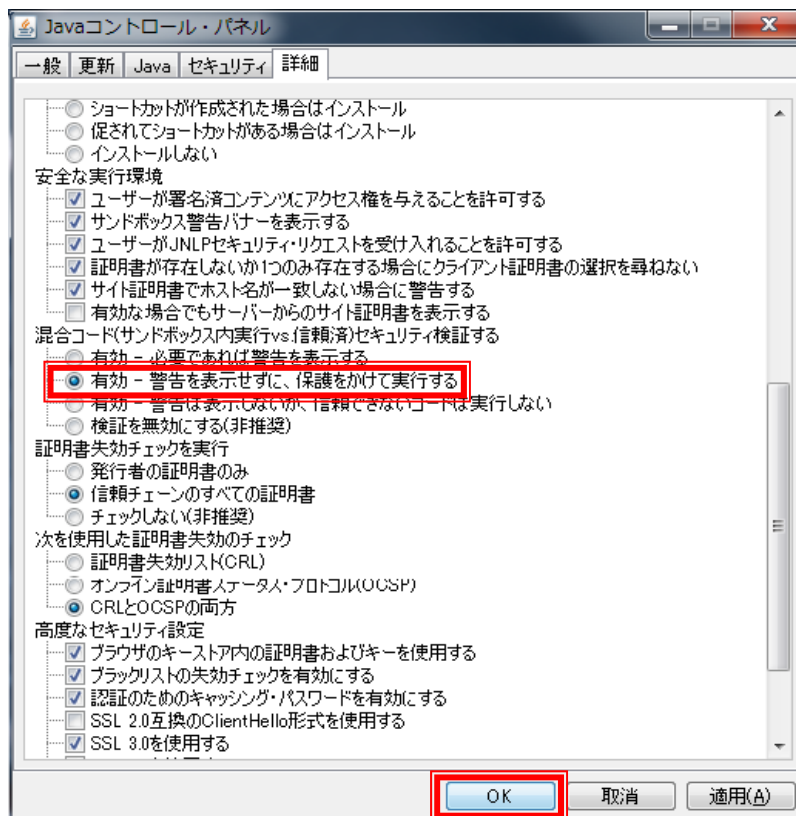 Javaコントロール・パネル
一般 更新 Java セキュリティ 詳細
ショートカットが作成された場合はインストール
促されてショートカットがある場合はインストール
インストールしない
安全な実行環境
ユーザーが署名済コンテンツにアクセス権を与えることを許可する
サンドボックス警告バナーを表示する
ユーザーがJNLPセキュリティ・リクエストを受け入れることを許可する
証明書が存在しないか1つのみ存在する場合にクライアント証明書の選択を尋ねない
サイト証明書でホスト名が一致しない場合に警告する
有効な場合でもサーバーからのサイト証明書を表示する
混合コード(サンドボックス内実行vs.信頼済)セキュリティ検証する
有効 - 必要であれば警告を表示する
有効 - 警告を表示せずに、保護をかけて実行する
有効 - 警告は表示しないが、信頼できないコードは実行しない
検証を無効にする(非推奨)
証明書失効チェックを実行
発行者の証明書のみ
信頼チェーンのすべての証明書
チェックしない(非推奨)
次を使用した証明書失効のチェック
証明書失効リスト(CRL)
オンライン証明書ステータス・プロトコル(OCSP)
CRLとOCSPの両方
高度なセキュリティ設定
ブラウザのキーストア内の証明書およびキーを使用する
ブラックリストの失効チェックを有効にする
認証のためのキャッシング・パスワードを有効にする
SSL 2.0互換のClientHello形式を使用する
SSL 3.0を使用する
OK 取消 適用(A)